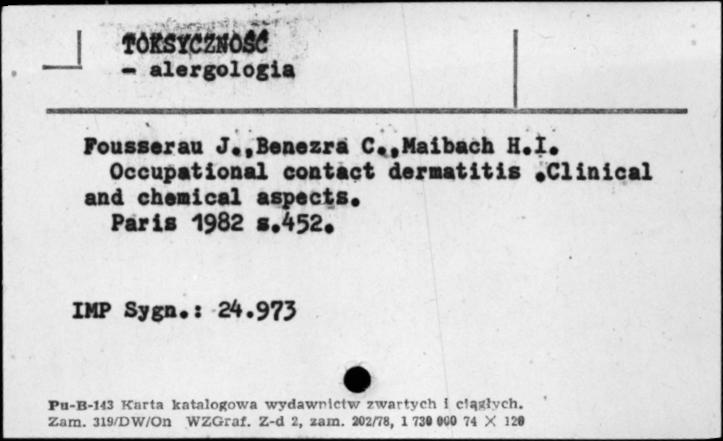 TOKSYCZNOŚĆ
- alergologia
Fousserau J.,Benezra C.,Maibach H.I.
Occupational contact dermatitis .Clinical
and chemical aspects.
Paris 1982 s.452.
IMP Sygn.: 24.973
Pu-B-143 Karta katalogowa wydawnictw zwartych i ciągłych.
Zam. 319/DW/On WZGraf. Z-d 2, zam. 202/78, 1 730 000 74 × 120